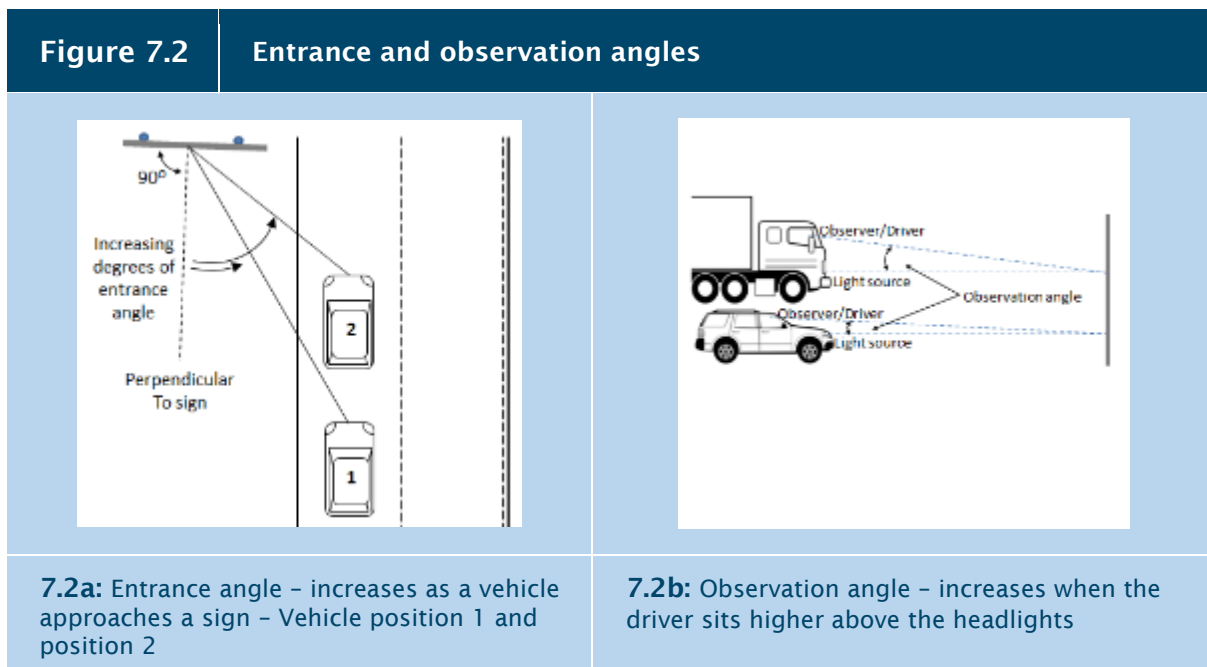 Figure 7.2
Entrance and observation angles
90º
Increasing
degrees of
entrance
angle
Perpendicular
To sign
2
1
Observer/Driver
Light source
Observation angle
Observer/Driver
Light source
7.2a: Entrance angle – increases as a vehicle
approaches a sign – Vehicle position 1 and
position 2
7.2b: Observation angle – increases when the
driver sits higher above the headlights